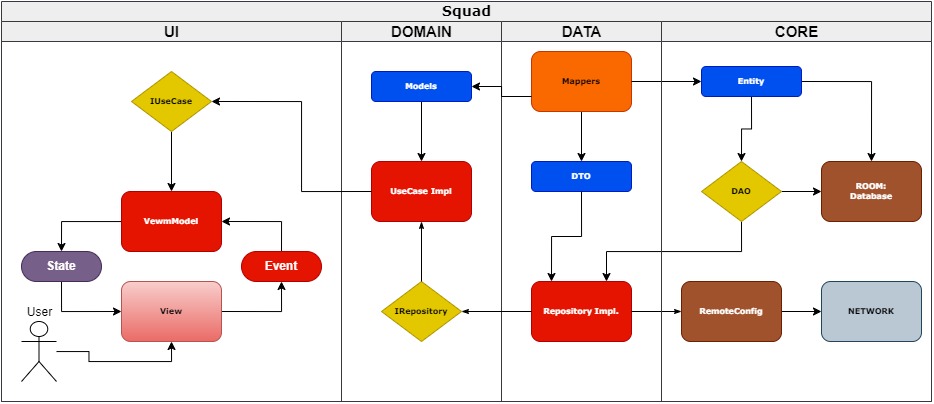 Squad
UI
DOMAIN
DATA
CORE
IUseCase
Models
Mappers
Entity
UseCase Impl
DTO
DAO
ROOM:
Database
VewmModel
State
Event
User
View
IRepository
Repository Impl.
RemoteConfig
NETWORK